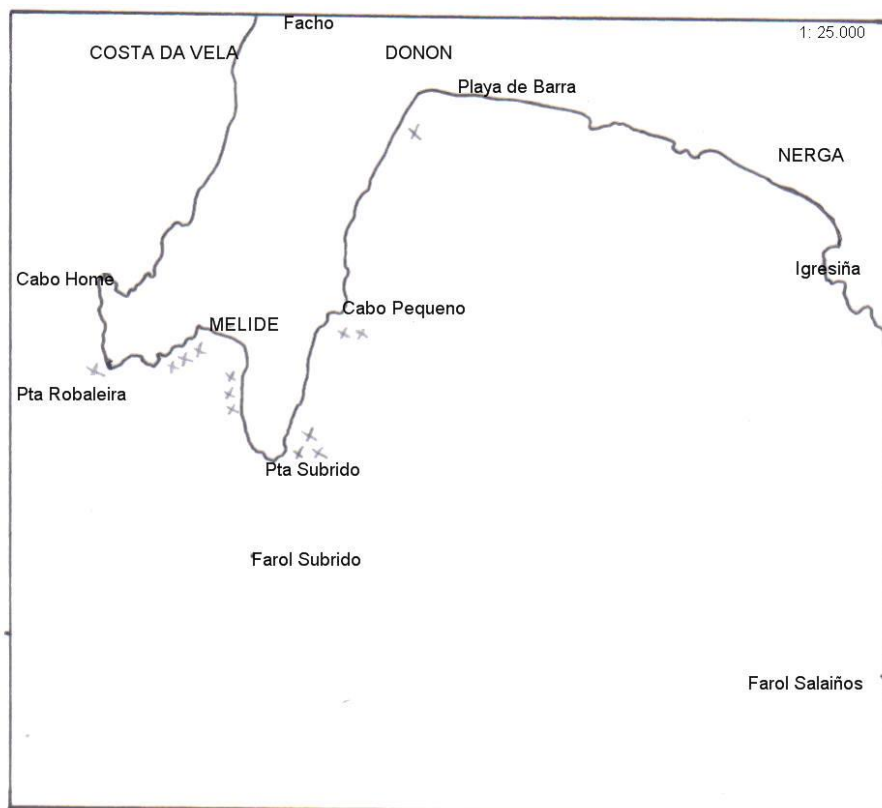 Facho
1: 25.000
COSTA DA VELA
DONON
Playa de Barra
NERGA
Igresiña
Cabo Home
Cabo Pequeno
MELIDE
Pta Robaleira
Pta Subrido
Farol Subrido
Farol Salaiños